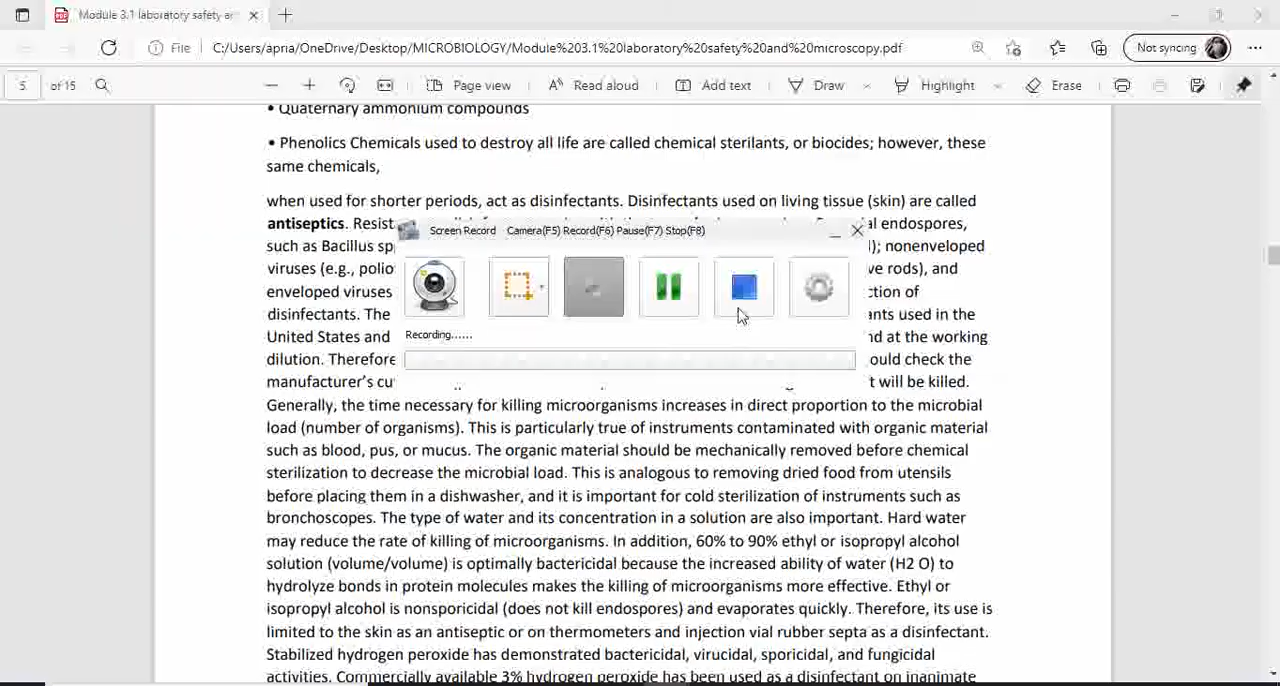 Module 3.1 laboratory safety ar
File
C:/Users/apria/OneDrive/Desktop/MICROBIOLOGY/Module%203.1%20laboratory%20safety%20and%20microscopy.pdf
Not syncing
5 of 15
Page view
Read aloud
Add text
Draw
Highlight
Erase
• Quaternary ammonium compounds
• Phenolics Chemicals used to destroy all life are called chemical sterilants, or biocides; however, these
same chemicals,
when used for shorter periods, act as disinfectants. Disinfectants used on living tissue (skin) are called
antiseptics. Resist al endospores,
Screen Record Camera(F5) Record(F6) Pause(F7) Stop(F8)
such as Bacillus sp ); nonenveloped
viruses (e.g., polio ve rods), and
enveloped viruses ction of
disinfectants. The ants used in the
Recording......
United States and nd at the working
dilution. Therefore ould check the
manufacturer's cu t will be killed.
Generally, the time necessary for killing microorganisms increases in direct proportion to the microbial
load (number of organisms). This is particularly true of instruments contaminated with organic material
such as blood, pus, or mucus. The organic material should be mechanically removed before chemical
sterilization to decrease the microbial load. This is analogous to removing dried food from utensils
before placing them in a dishwasher, and it is important for cold sterilization of instruments such as
bronchoscopes. The type of water and its concentration in a solution are also important. Hard water
may reduce the rate of killing of microorganisms. In addition, 60% to 90% ethyl or isopropyl alcohol
solution (volume/volume) is optimally bactericidal because the increased ability of water (H2 O) to
hydrolyze bonds in protein molecules makes the killing of microorganisms more effective. Ethyl or
isopropyl alcohol is nonsporicidal (does not kill endospores) and evaporates quickly. Therefore, its use is
limited to the skin as an antiseptic or on thermometers and injection vial rubber septa as a disinfectant.
Stabilized hydrogen peroxide has demonstrated bactericidal, virucidal, sporicidal, and fungicidal
activities. Commercially available 3% hydrogen peroxide has been used as a disinfectant on inanimate